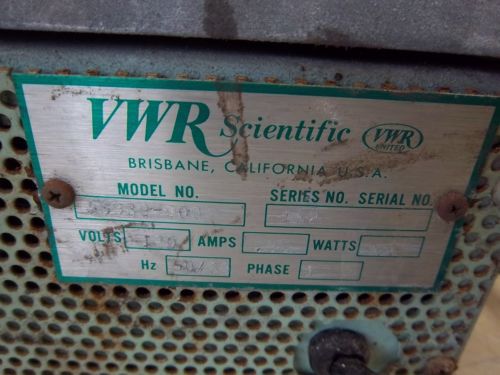 VWR Scientific VWR UNITED
BRISBANE, CALIFORNIA U.S.A.
MODEL NO. SERIES NO. SERIAL NO.
VOLTS AMPS WATTS
Hz PHASE